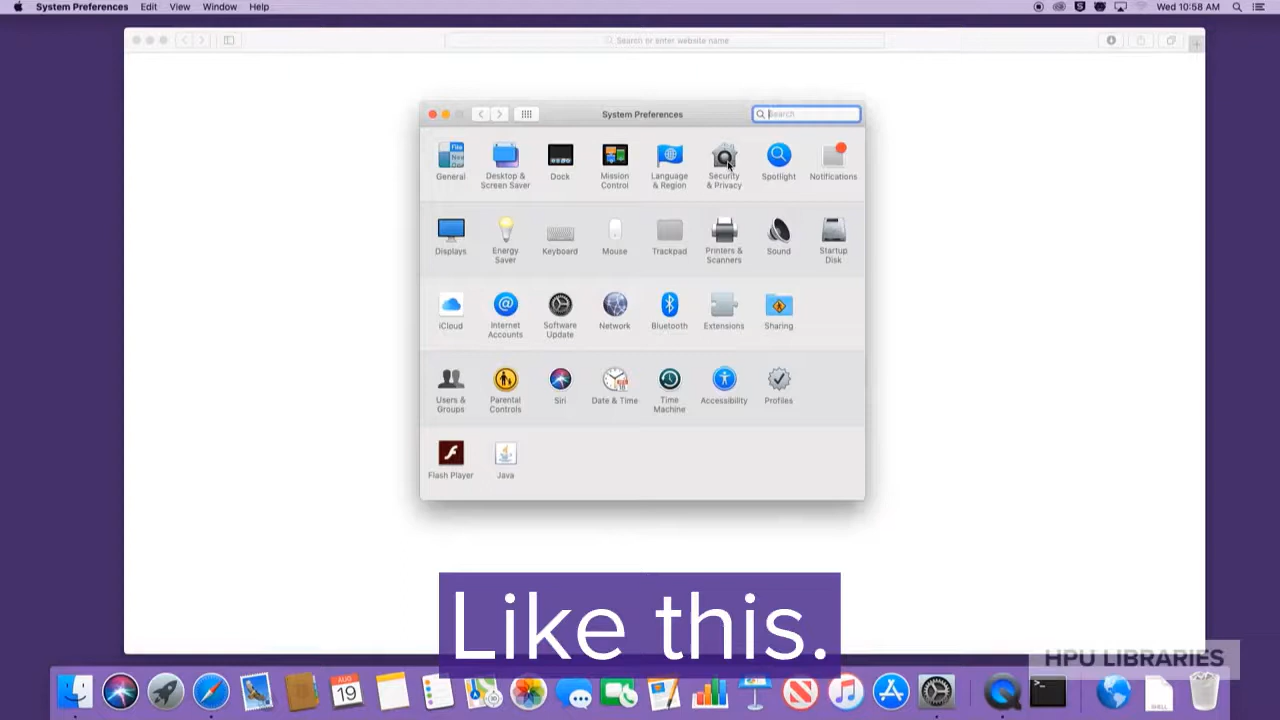 System Preferences Edit View Window Help
Wed 10:58 AM
Search or enter website name
System Preferences
Search
General
Desktop &
Screen Saver
Dock
Mission
Control
Language
& Region
Security
& Privacy
Spotlight
Notifications
Displays
Energy
Saver
Keyboard
Mouse
Trackpad
Printers &
Scanners
Sound
Startup
Disk
iCloud
Internet
Accounts
Software
Update
Network
Bluetooth
Extensions
Sharing
Users &
Groups
Parental
Controls
Siri
Date & Time
Time
Machine
Accessibility
Profiles
Flash Player
Java
Like this.
HPU LIBRARIES
AUG
19
SHELL